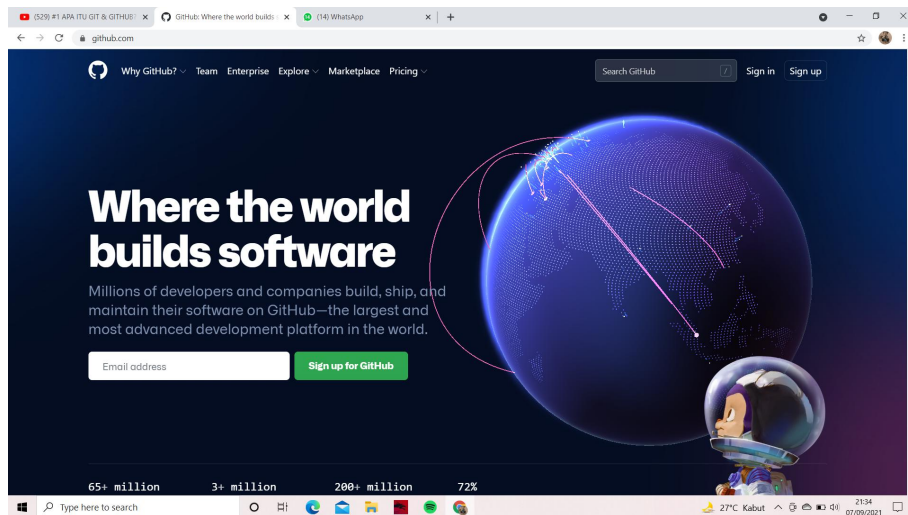 (529) #1 APA ITU GIT & GITHUB?
GitHub: Where the world builds s
(14) WhatsApp
github.com
Why GitHub? Team Enterprise Explore Marketplace Pricing
Search GitHub / Sign in Sign up
Where the world
builds software
Millions of developers and companies build, ship, and
maintain their software on GitHub—the largest and
most advanced development platform in the world.
Email address
Sign up for GitHub
65+ million 3+ million 200+ million 72%
Type here to search
27°C Kabut
21:34
07/09/2021